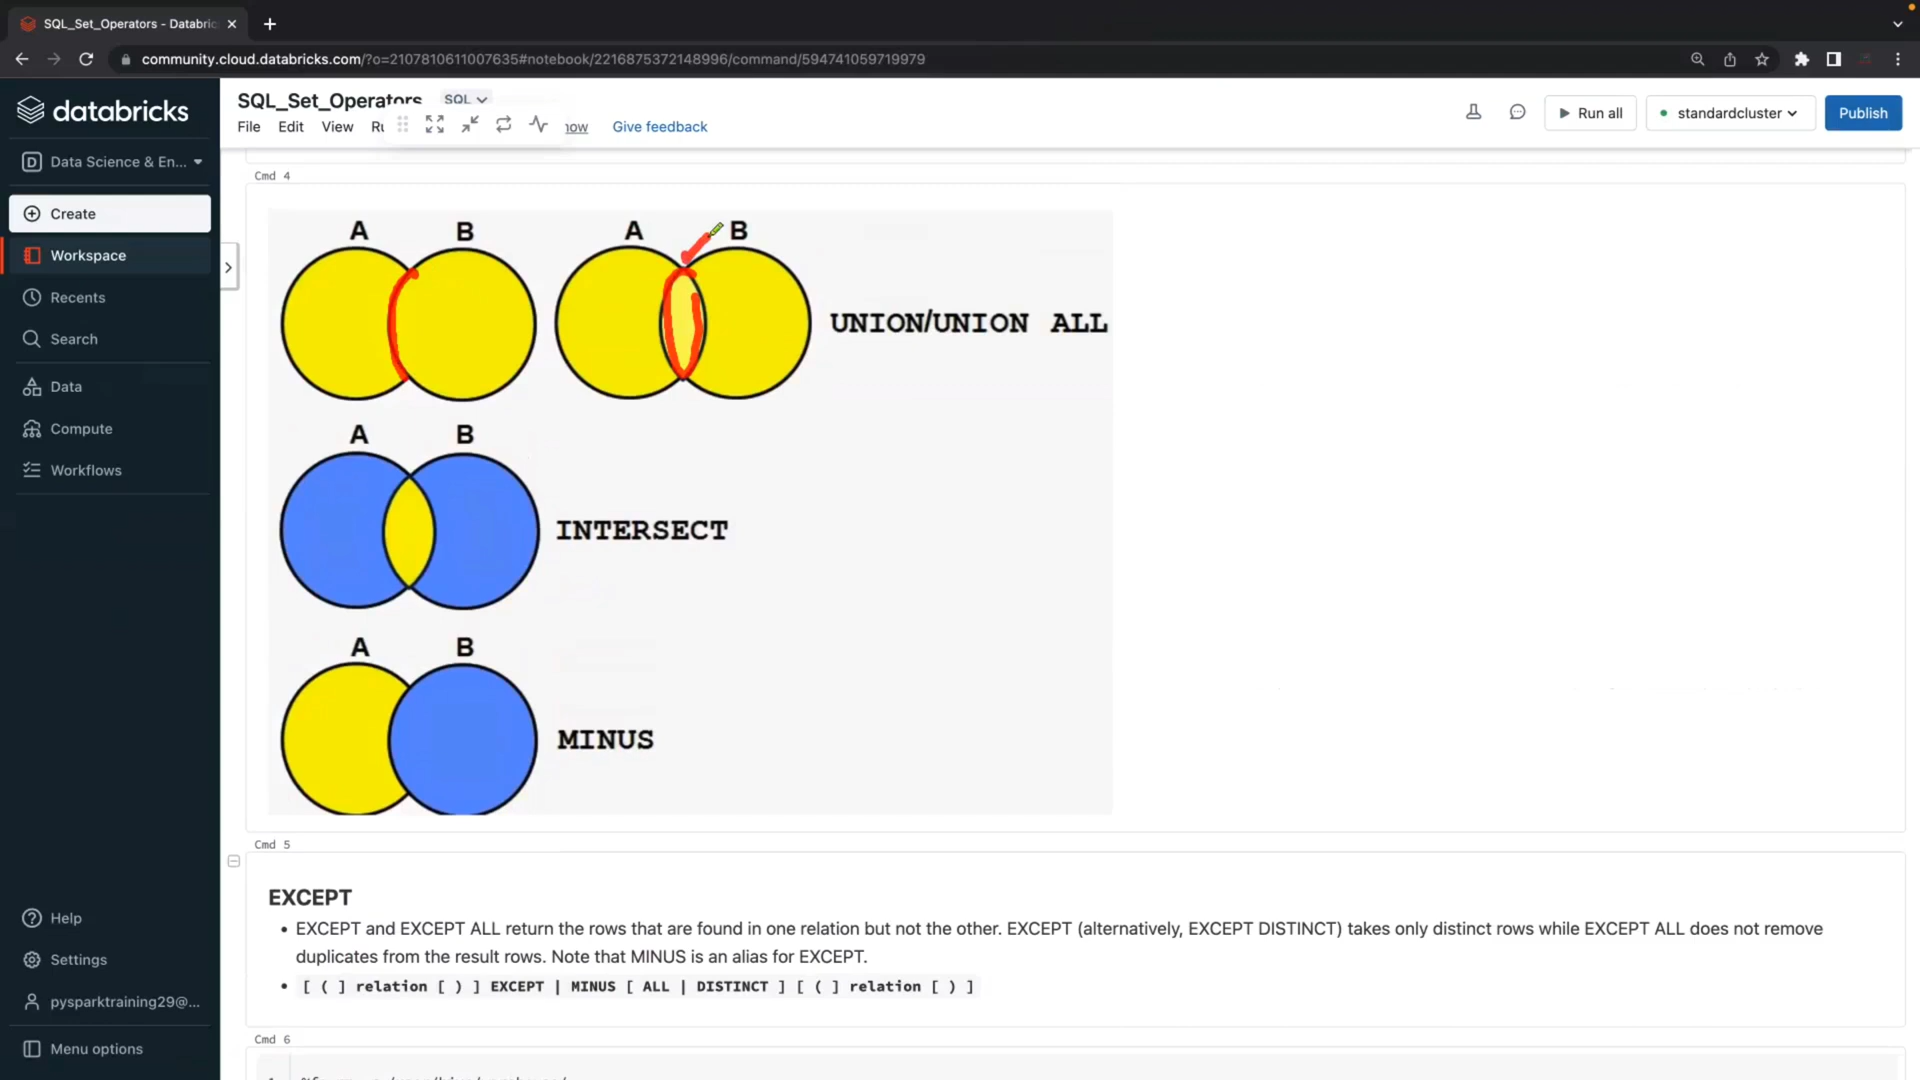 SQL_Set_Operators - Databric
community.cloud.databricks.com/?o=2107810611007635#notebook/2216875372148996/command/594741059719979
databricks
Data Science & En...
Create
Workspace
Recents
Search
Data
Compute
Workflows
Help
Settings
pysparktraining29@...
Menu options
SQL_Set_Operators SQL
File Edit View Ru now Give feedback
Run all standardcluster Publish
Cmd 4
A B A B
UNION/UNION ALL
A B
INTERSECT
A B
MINUS
Cmd 5
EXCEPT
• EXCEPT and EXCEPT ALL return the rows that are found in one relation but not the other. EXCEPT (alternatively, EXCEPT DISTINCT) takes only distinct rows while EXCEPT ALL does not remove
duplicates from the result rows. Note that MINUS is an alias for EXCEPT.
• [ ( ] relation [ ) ] EXCEPT | MINUS [ ALL | DISTINCT ] [ ( ] relation [ ) ]
Cmd 6